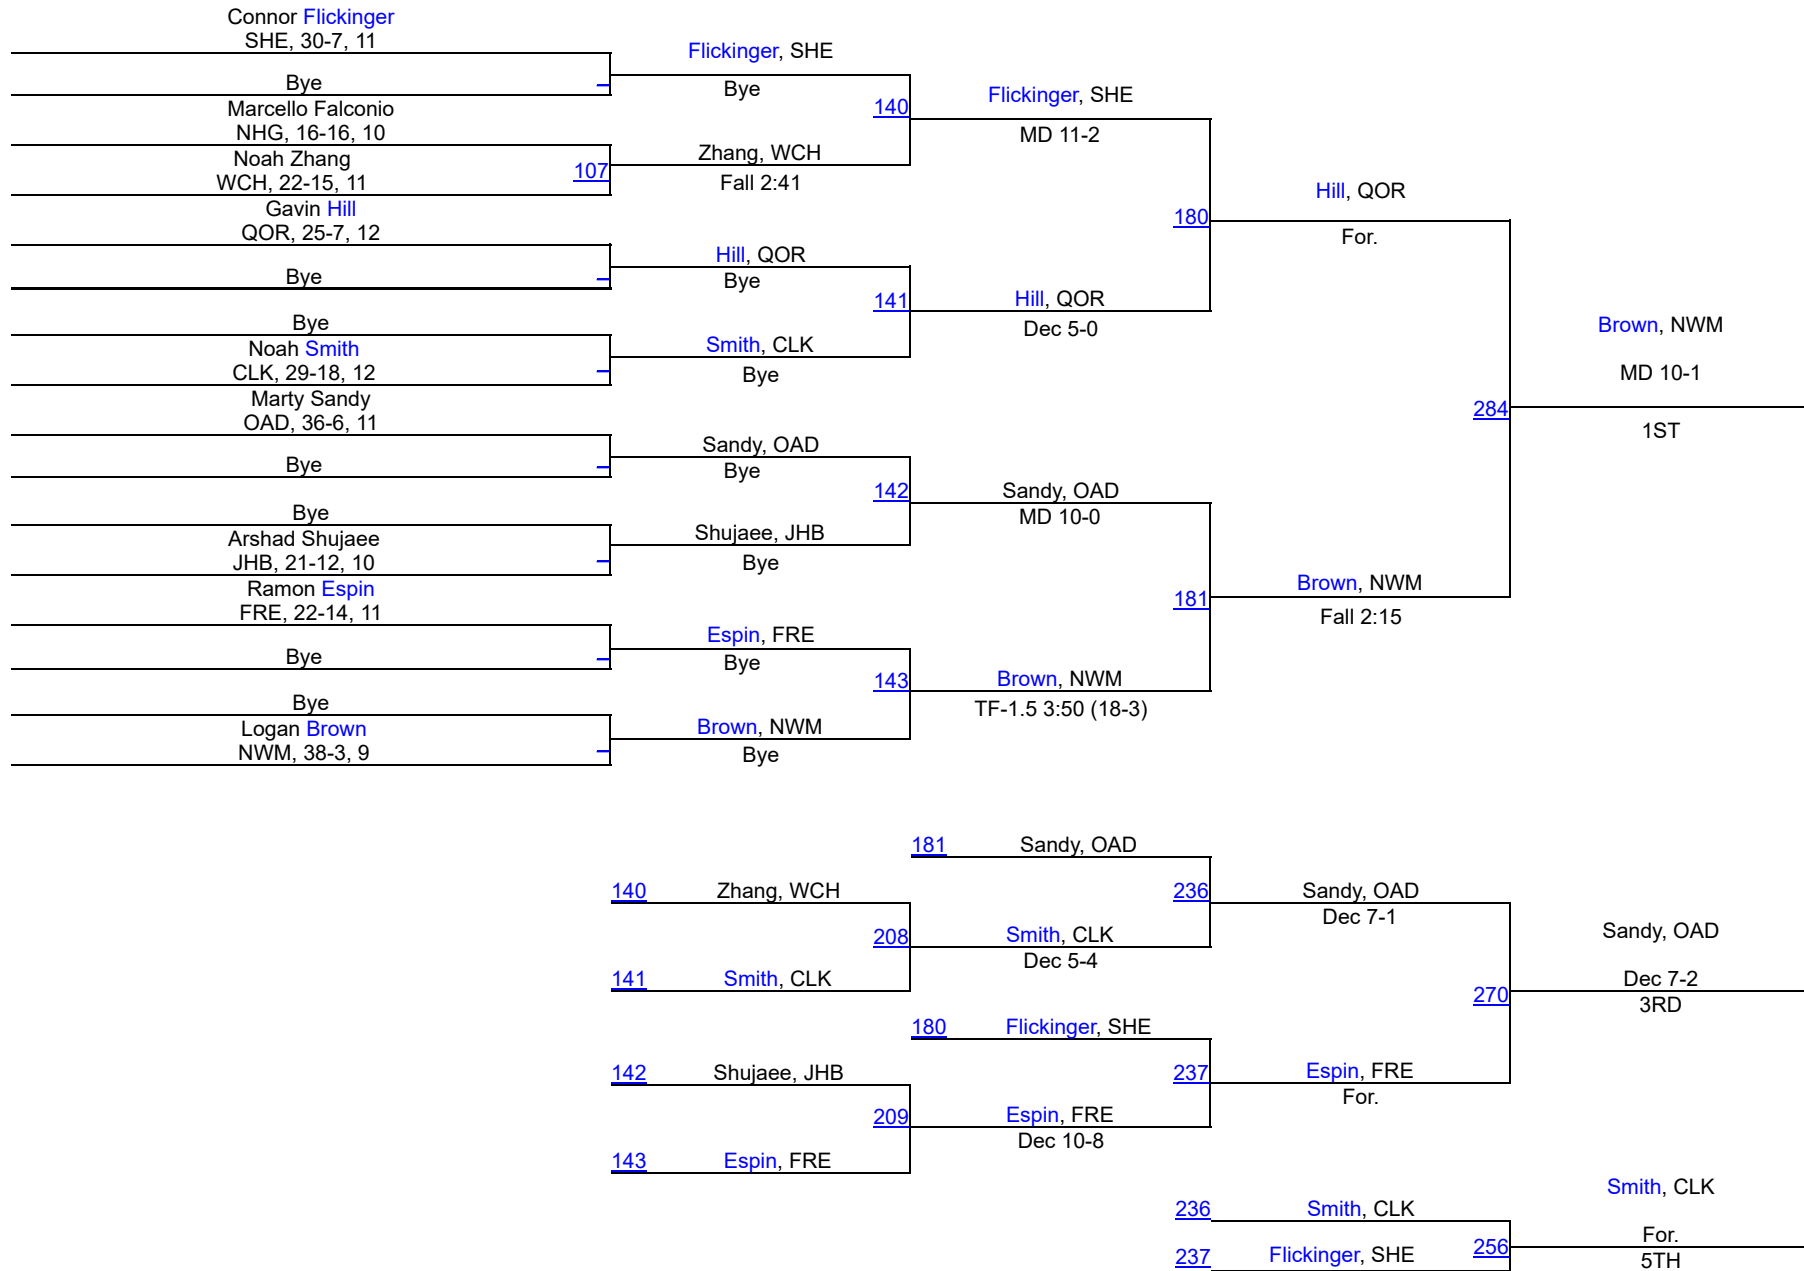 Connor Flickinger
SHE, 30-7, 11
Bye
Marcello Falconio
NHG, 16-16, 10
Noah Zhang
WCH, 22-15, 11
107
Gavin Hill
QOR, 25-7, 12
Bye
Bye
Noah Smith
CLK, 29-18, 12
Marty Sandy
OAD, 36-6, 11
Bye
Bye
Arshad Shujaee
JHB, 21-12, 10
Ramon Espin
FRE, 22-14, 11
Bye
Bye
Logan Brown
NWM, 38-3, 9
Flickinger, SHE
Bye
140
Zhang, WCH
Fall 2:41
Hill, QOR
Bye
141
Smith, CLK
Bye
Sandy, OAD
Bye
142
Shujaee, JHB
Bye
Espin, FRE
Bye
143
Brown, NWM
Bye
Flickinger, SHE
MD 11-2
180
Hill, QOR
Dec 5-0
Sandy, OAD
MD 10-0
181
Brown, NWM
TF-1.5 3:50 (18-3)
Hill, QOR
For.
284
Brown, NWM
Fall 2:15
Brown, NWM
MD 10-1
1ST
140 Zhang, WCH
208
141 Smith, CLK
142 Shujaee, JHB
209
143 Espin, FRE
181 Sandy, OAD
236
Smith, CLK
Dec 5-4
180 Flickinger, SHE
237
Espin, FRE
Dec 10-8
Sandy, OAD
Dec 7-1
270
Espin, FRE
For.
Sandy, OAD
Dec 7-2
3RD
236 Smith, CLK
237 Flickinger, SHE
256
Smith, CLK
For.
5TH